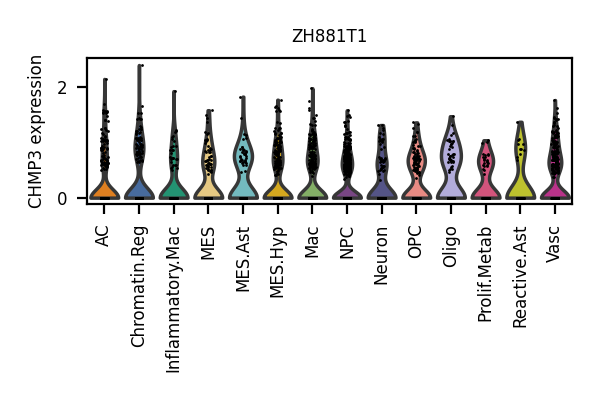 ZH881T1
CHMP3 expression
2
0
AC
Chromatin.Reg
Inflammatory.Mac
MES
MES.Ast
MES.Hyp
Mac
NPC
Neuron
OPC
Oligo
Prolif.Metab
Reactive.Ast
Vasc